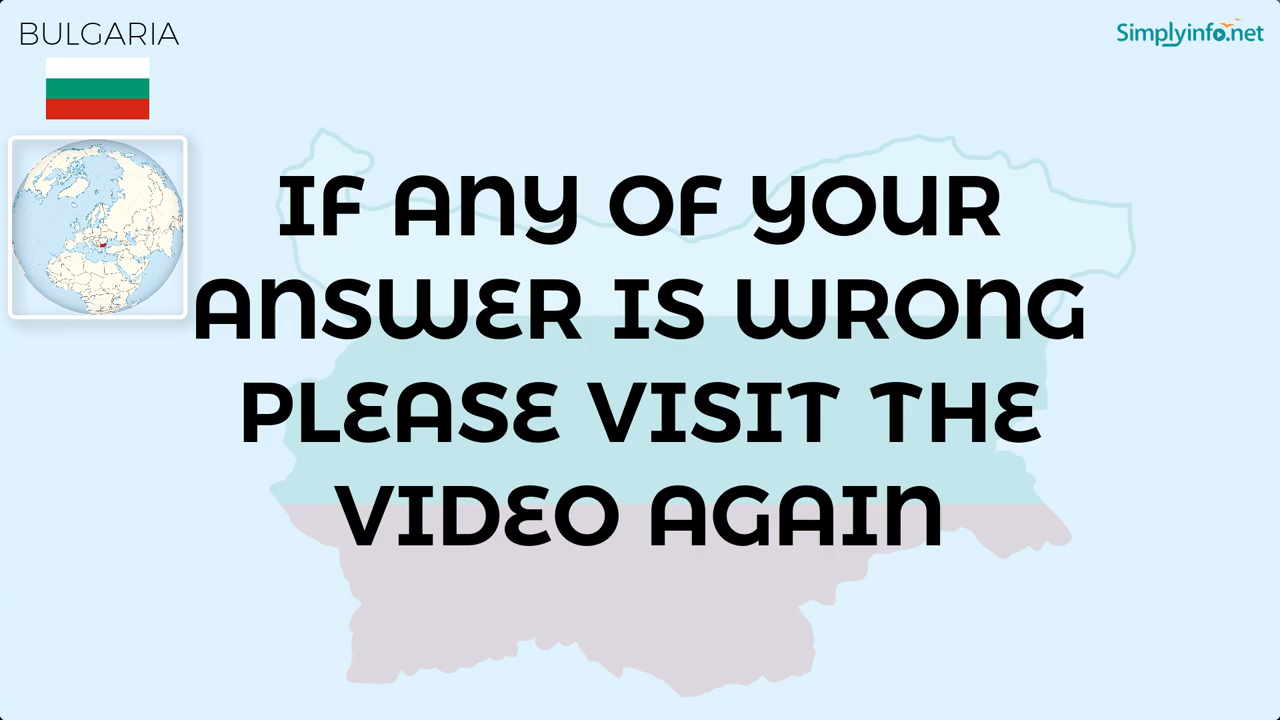 BULGARIA
Simplyinfo.net
IF ANY OF YOUR
ANSWER IS WRONG
PLEASE VISIT THE
VIDEO AGAIN